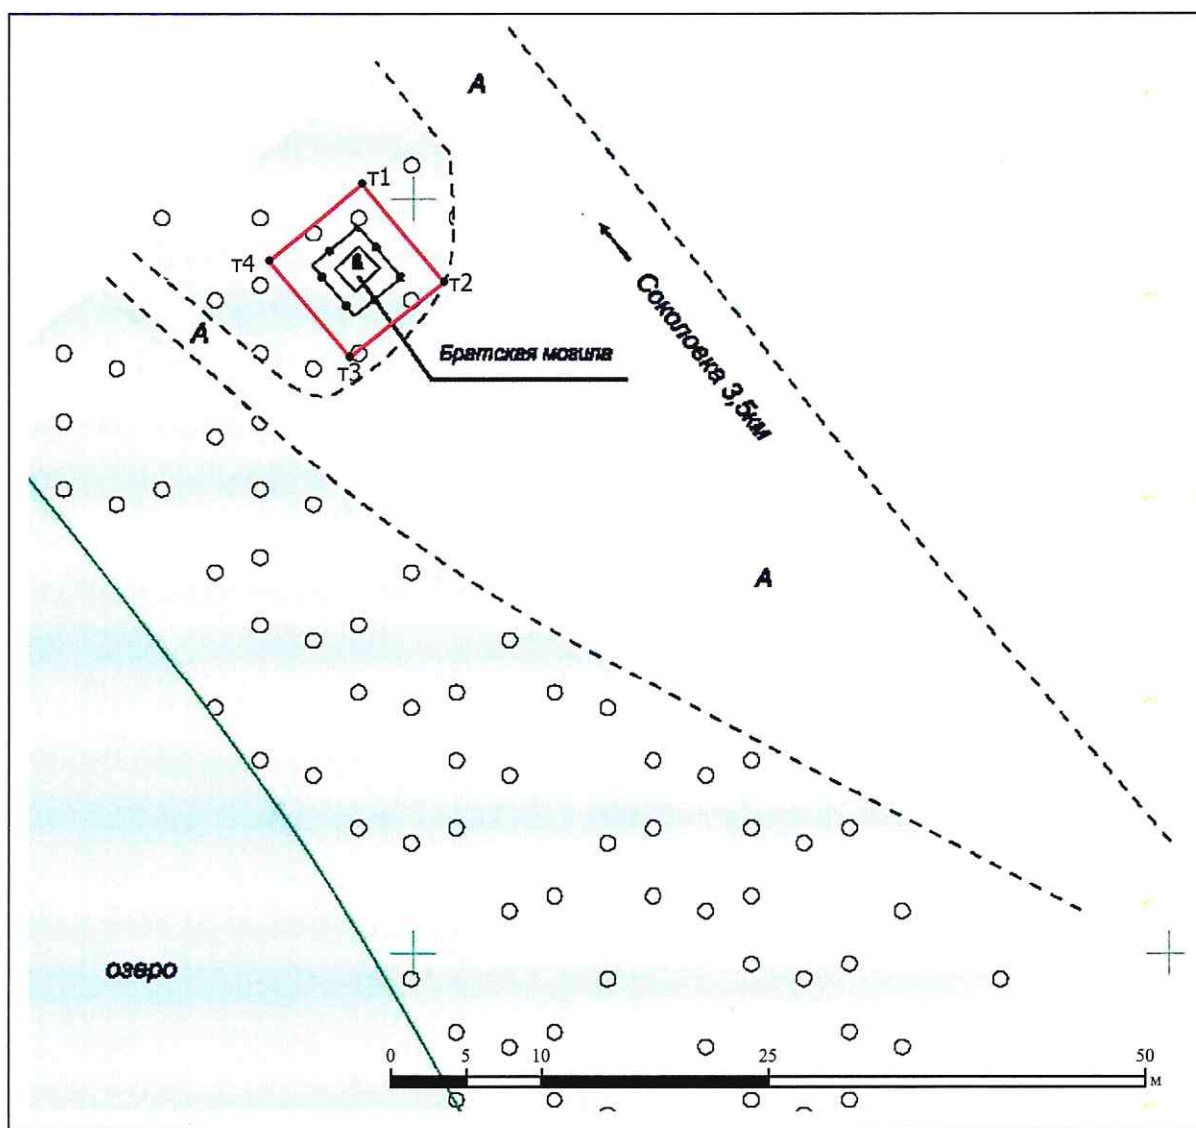 А
т1
т4
т2
А
т3
Братская могила
Соколовка 3,5км
А
озеро
0 5 10 25 50
м